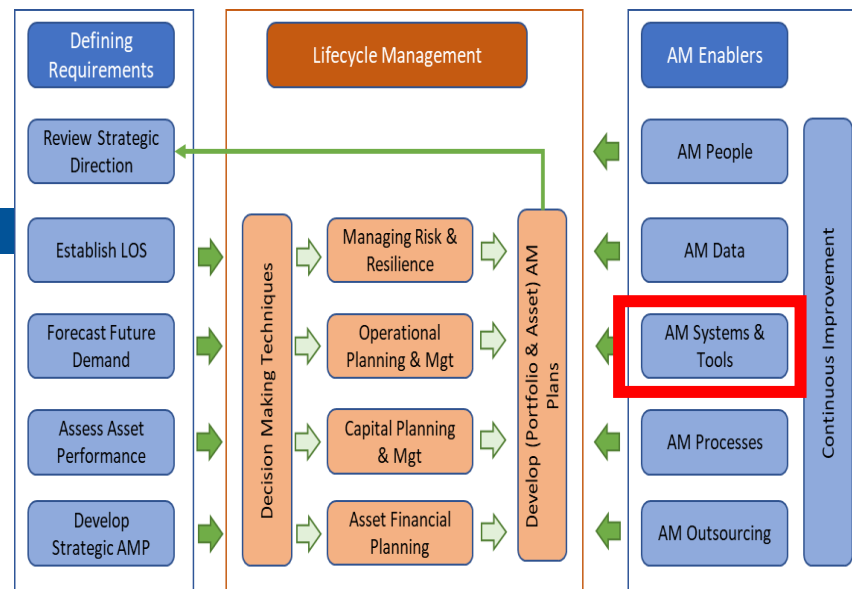 Defining
Requirements
Review Strategic
Direction
Establish LOS
Forecast Future
Demand
Assess Asset
Performance
Develop
Strategic AMP
Lifecycle Management
Decision Making Techniques
Managing Risk &
Resilience
Operational
Planning & Mgt
Capital Planning
& Mgt
Asset Financial
Planning
Develop (Portfolio & Asset) AM
Plans
AM Enablers
AM People
AM Data
AM Systems &
Tools
AM Processes
AM Outsourcing
Continuous Improvement